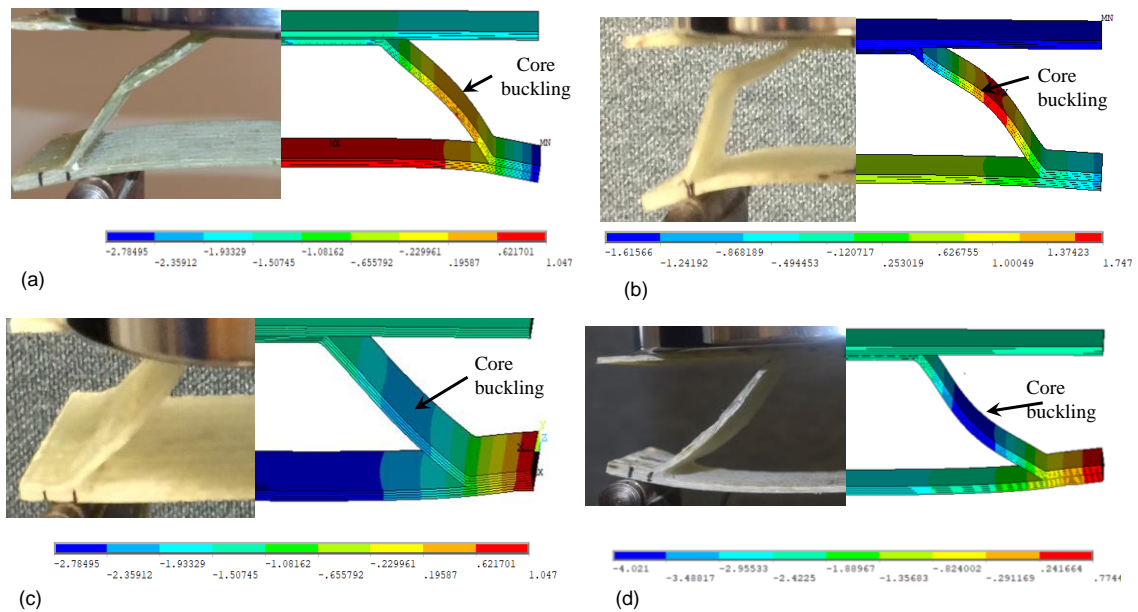 Core
buckling
MX
MN
-2.78495 -1.93329 -1.08162 -.229961 .621701
-2.35912 -1.50745 -.655792 .19587 1.047
(a)
MN
Core
buckling
-1.61566 -.868189 -.120717 .626755 1.37423
-1.24192 -.494453 .253019 1.00049 1.747
(b)
Core
buckling
X
-2.78495 -1.93329 -1.08162 -.229961 .621701
-2.35912 -1.50745 -.655792 .19587 1.047
(c)
Core
buckling
-4.021 -2.95533 -1.88967 -.824002 .241664
-3.48817 -2.4225 -1.35683 -.291169 .7744
(d)